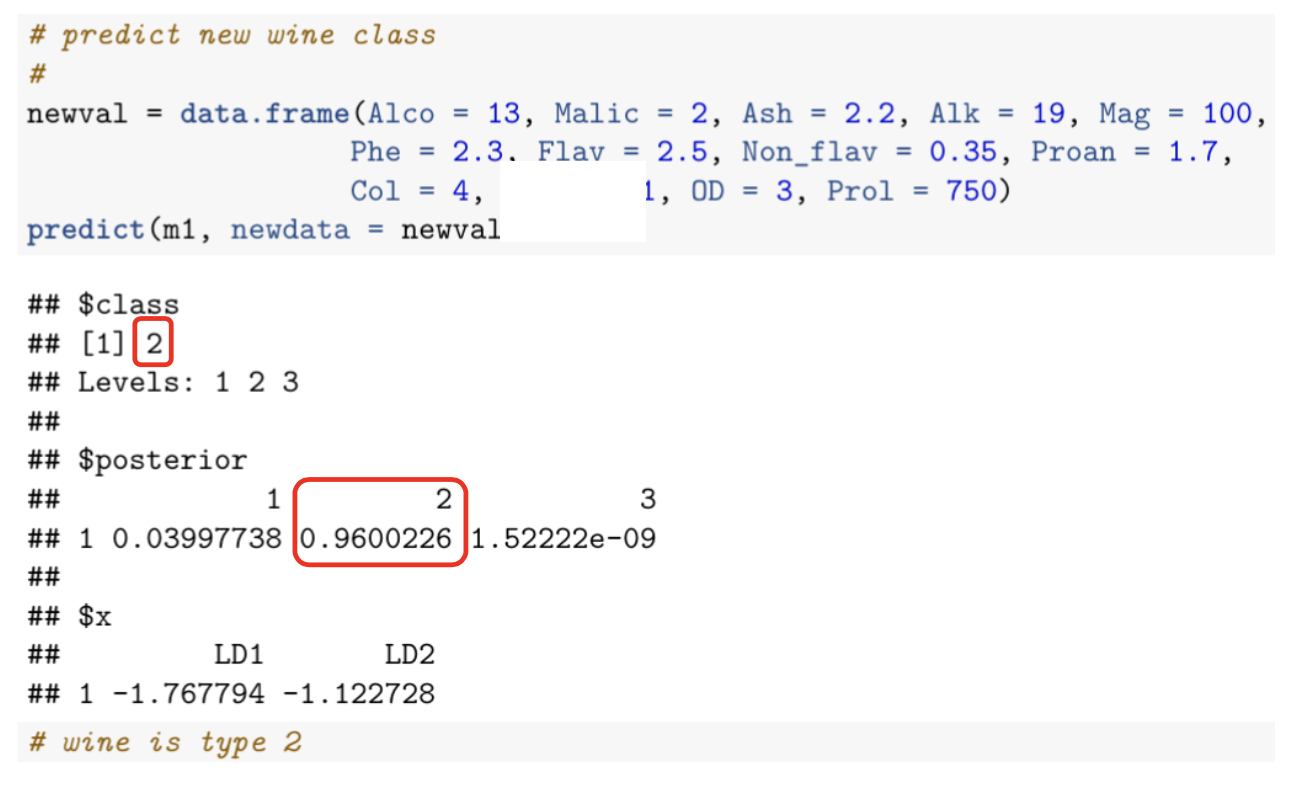 # predict new wine class
#
newval = data.frame(Alco = 13, Malic = 2, Ash = 2.2, Alk = 19, Mag = 100,
Phe = 2.3, Flav = 2.5, Non_flav = 0.35, Proan = 1.7,
Col = 4, 1, OD = 3, Prol = 750)
predict(m1, newdata = newval
## $class
## [1] 2
## Levels: 1 2 3
##
## $posterior
## 1 2 3
## 1 0.03997738 0.9600226 1.52222e-09
##
## $x
## LD1 LD2
## 1 -1.767794 -1.122728
# wine is type 2